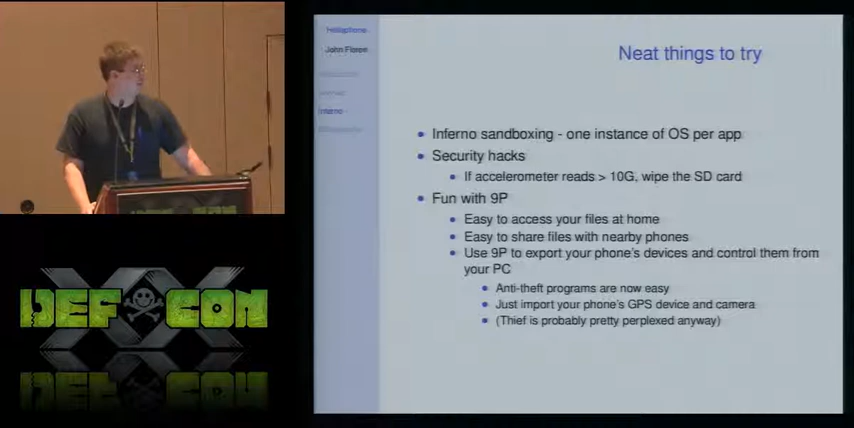 Hellaphone
John Floren
Inferno
Neat things to try
Inferno sandboxing - one instance of OS per app
Security hacks
If accelerometer reads > 10G, wipe the SD card
Fun with 9P
Easy to access your files at home
Easy to share files with nearby phones
Use 9P to export your phone's devices and control them from
your PC
Anti-theft programs are now easy
Just import your phone's GPS device and camera
(Thief is probably pretty perplexed anyway)
DEF CON
XX
DEF CON